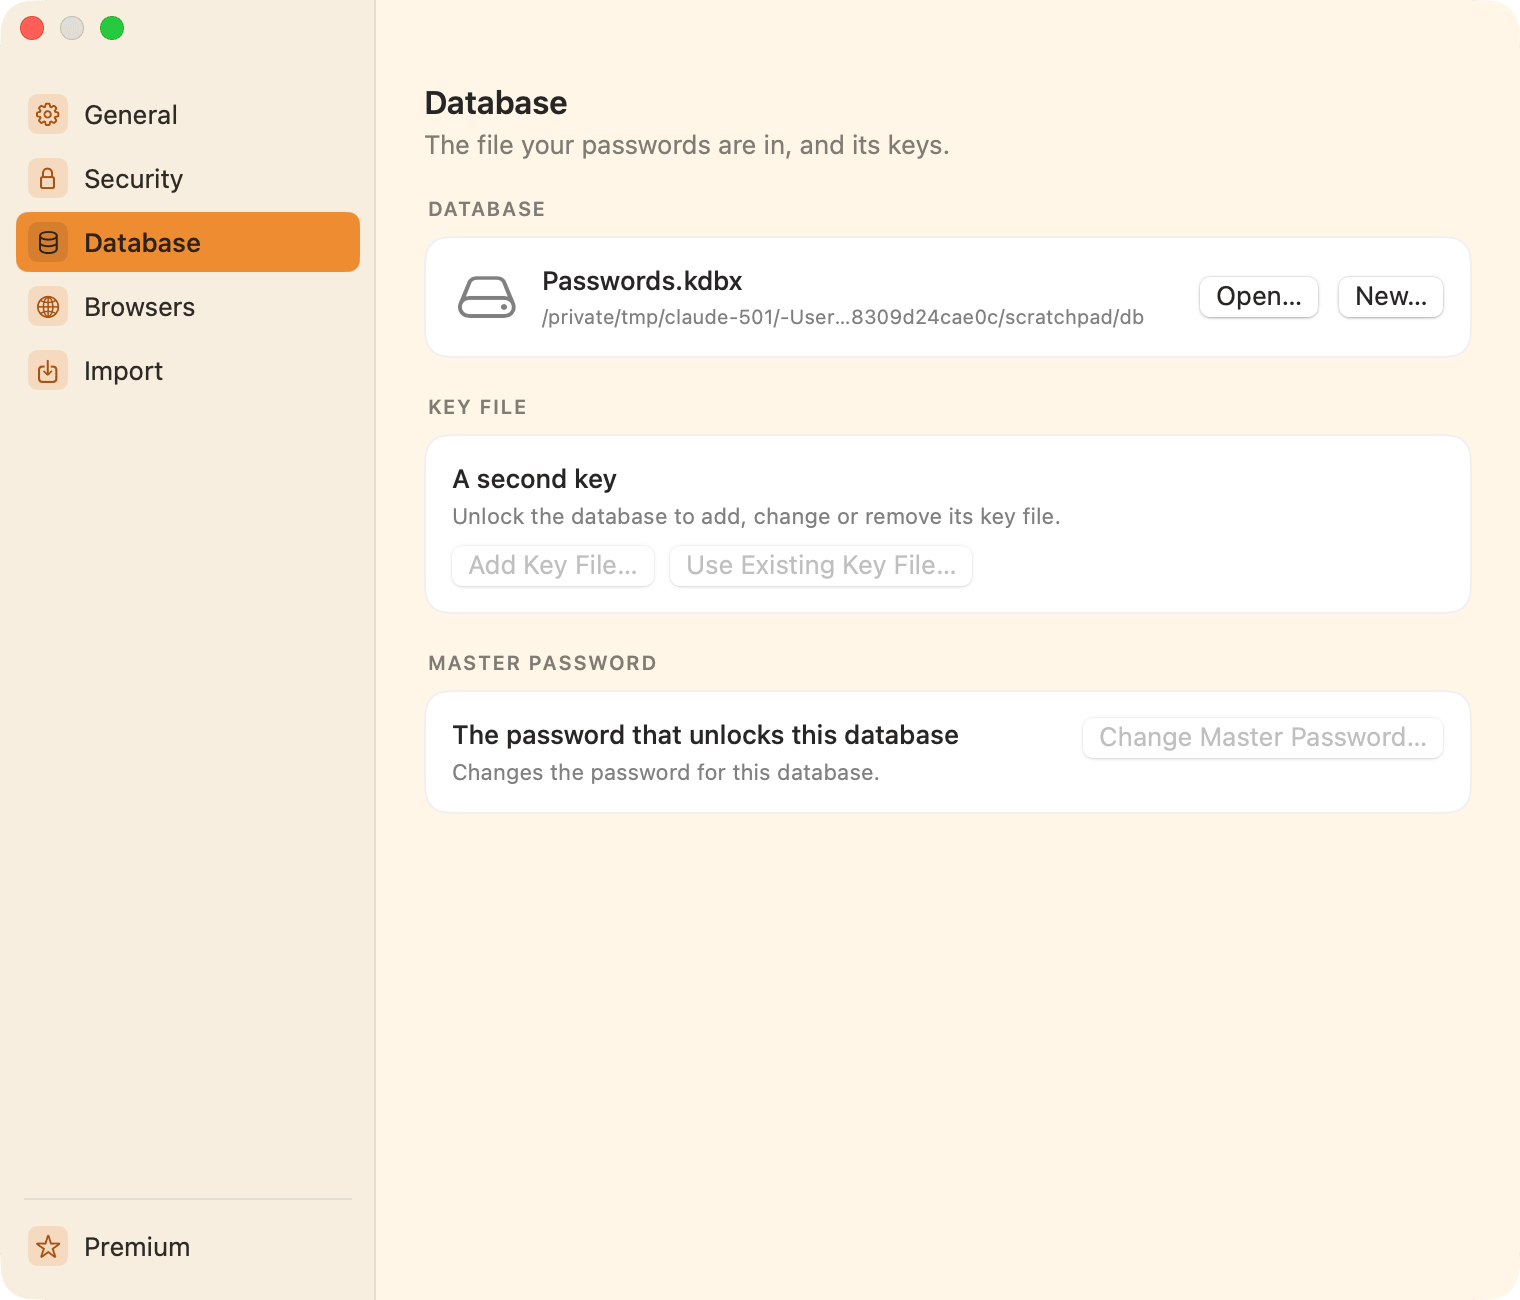 General
Security
Database
Browsers
Import
Premium
Database
The file your passwords are in, and its keys.
DATABASE
Passwords.kdbx
/private/tmp/claude-501/-User...8309d24cae0c/scratchpad/db
Open...
New...
KEY FILE
A second key
Unlock the database to add, change or remove its key file.
Add Key File...
Use Existing Key File...
MASTER PASSWORD
The password that unlocks this database
Changes the password for this database.
Change Master Password...